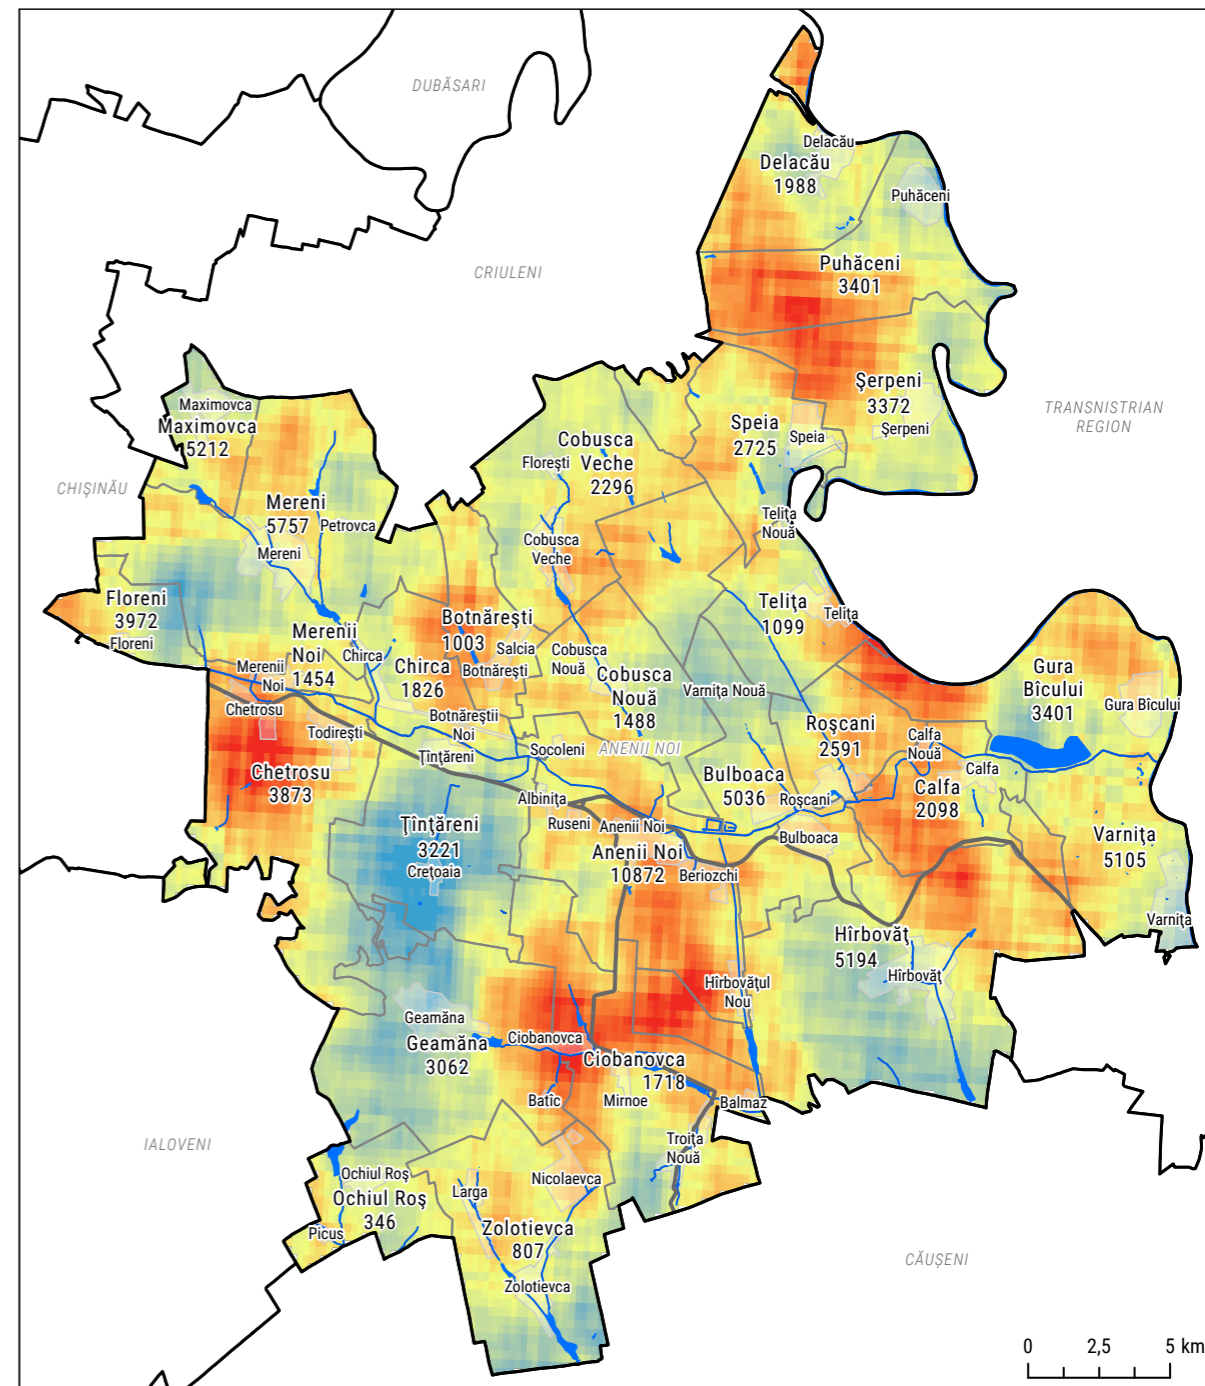 DUBĂSARI
Delacău
Delacău
1988
Puhăceni
CRIULENI
Puhăceni
3401
Şerpeni
3372
Şerpeni
TRANSNISTRIAN
REGION
Maximovca
Maximovca
5212
Speia
2725
Speia
Cobusca
Veche
2296
Floreşti
CHIŞINĂU
Mereni
5757
Petrovca
Mereni
Teliţa
Nouă
Cobusca
Veche
Floreni
3972
Floreni
Teliţa
1099
Teliţa
Botnăreşti
1003
Salcia
Botnăreşti
Merenii
Noi
1454
Chirca
Chirca
1826
Merenii
Noi
Cobusca
Nouă
Cobusca
Nouă
1488
Varniţa Nouă
Gura
Bîcului
3401
Gura Bîcului
Chetrosu
Todireşti
Botnăreştii
Noi
Roşcani
2591
Calfa
Nouă
Ţînţăreni
Socoleni
ANENII NOI
Chetrosu
3873
Bulboaca
5036
Roşcani
Calfa
Calfa
2098
Albiniţa
Ţînţăreni
3221
Creţoaia
Ruseni
Anenii Noi
Bulboaca
Varniţa
5105
Anenii Noi
10872
Beriozchi
Varniţa
Hîrbovăţ
5194
Hîrbovăţ
Hîrbovăţul
Nou
Geamăna
Geamăna
3062
Ciobanovca
Ciobanovca
1718
Batîc
Mirnoe
Balmaz
IALOVENI
Troiţa
Nouă
Ochiul Roş
Ochiul Roş
346
Larga
Nicolaevca
Picus
Zolotievca
807
Zolotievca
CĂUŞENI
0 2,5 5 km